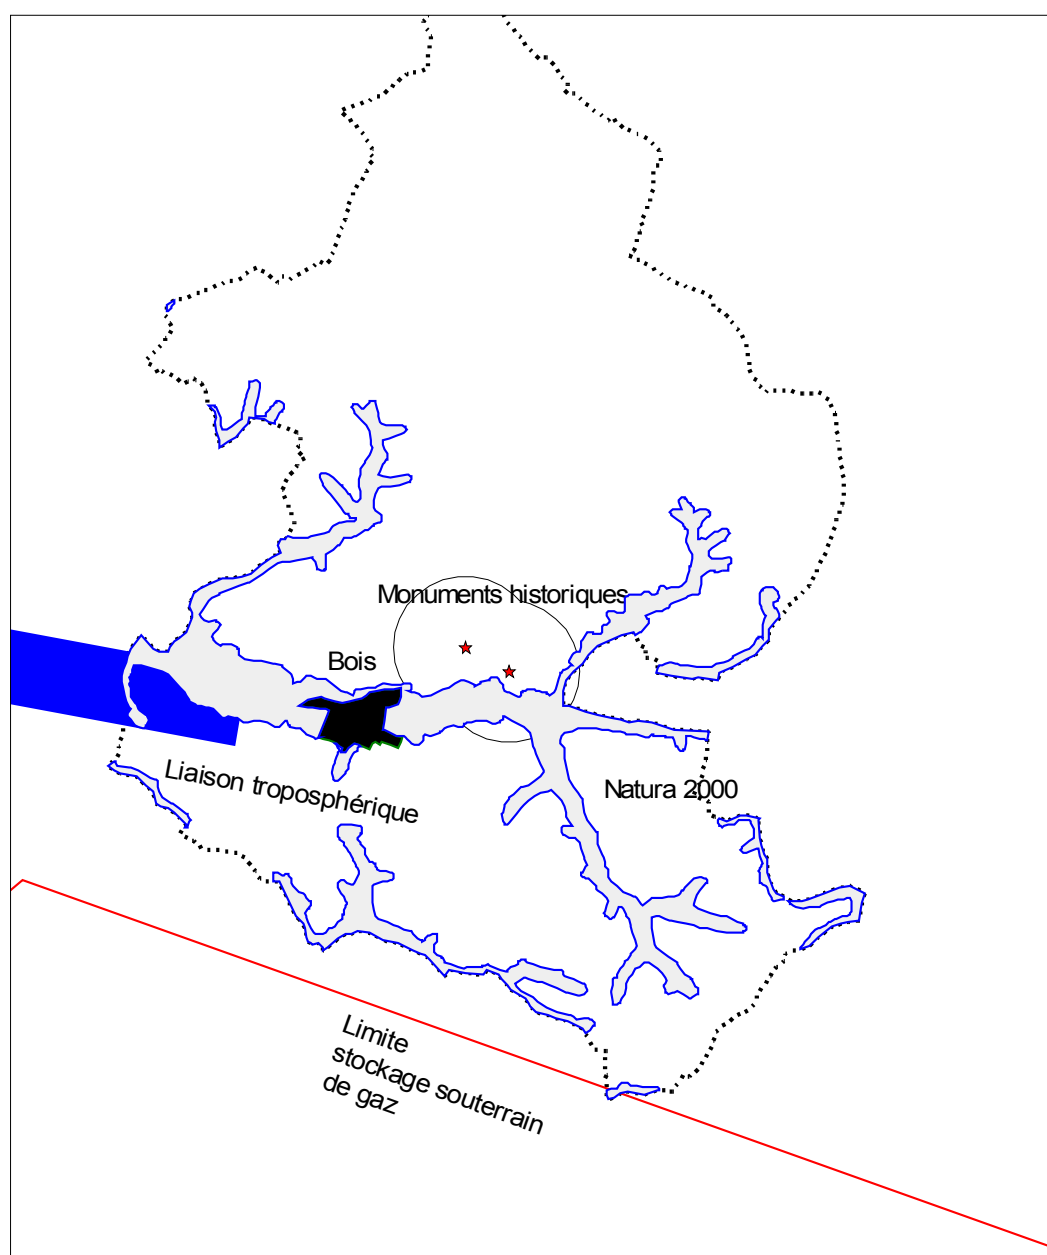 Monuments historiques
Bois
Liaison troposphérique
Natura 2000
Limite
stockage souterrain
de gaz